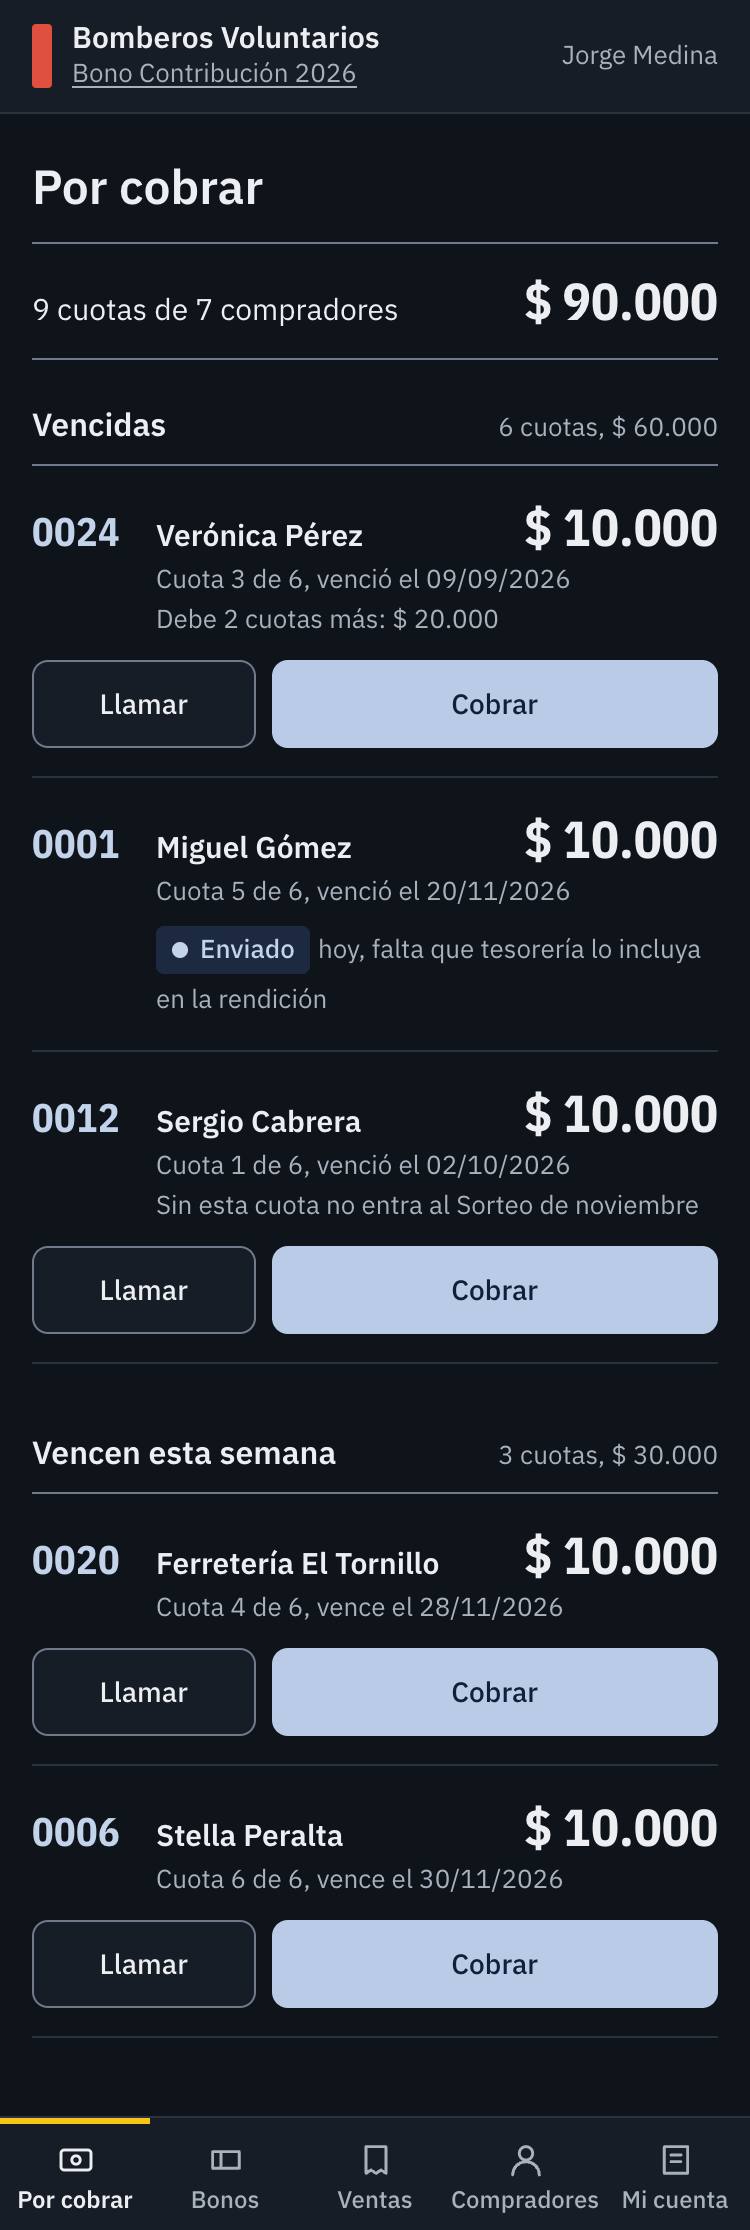 Bomberos Voluntarios
Bono Contribución 2026
Jorge Medina
Por cobrar
9 cuotas de 7 compradores
$ 90.000
Vencidas
6 cuotas, $ 60.000
0024
Verónica Pérez
$ 10.000
Cuota 3 de 6, venció el 09/09/2026
Debe 2 cuotas más: $ 20.000
Llamar
Cobrar
0001
Miguel Gómez
$ 10.000
Cuota 5 de 6, venció el 20/11/2026
Enviado hoy, falta que tesorería lo incluya
en la rendición
0012
Sergio Cabrera
$ 10.000
Cuota 1 de 6, venció el 02/10/2026
Sin esta cuota no entra al Sorteo de noviembre
Llamar
Cobrar
Vencen esta semana
3 cuotas, $ 30.000
0020
Ferretería El Tornillo
$ 10.000
Cuota 4 de 6, vence el 28/11/2026
Llamar
Cobrar
0006
Stella Peralta
$ 10.000
Cuota 6 de 6, vence el 30/11/2026
Llamar
Cobrar
Por cobrar
Bonos
Ventas
Compradores
Mi cuenta